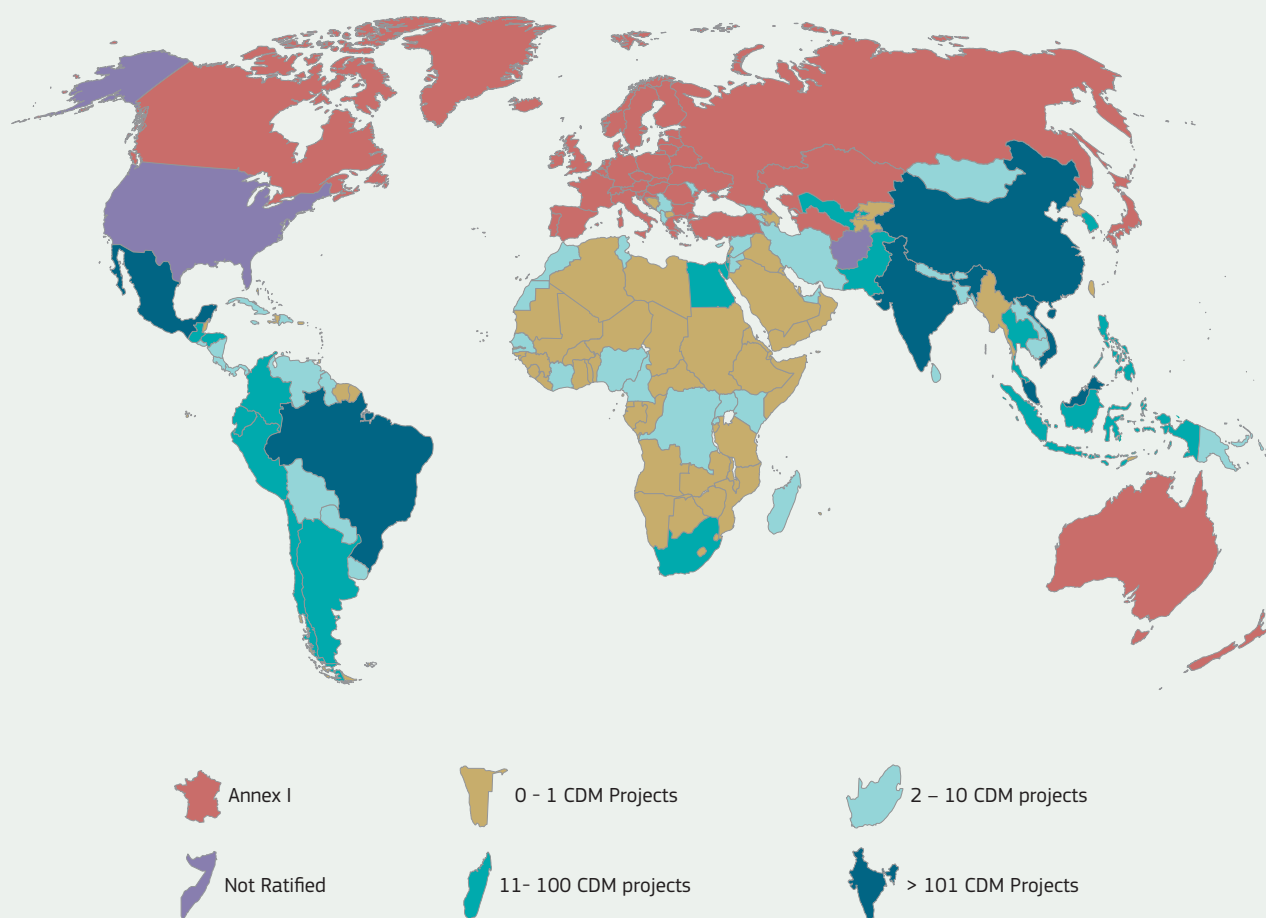 Annex I
0 - 1 CDM Projects
2 – 10 CDM projects
Not Ratified
11- 100 CDM projects
> 101 CDM Projects